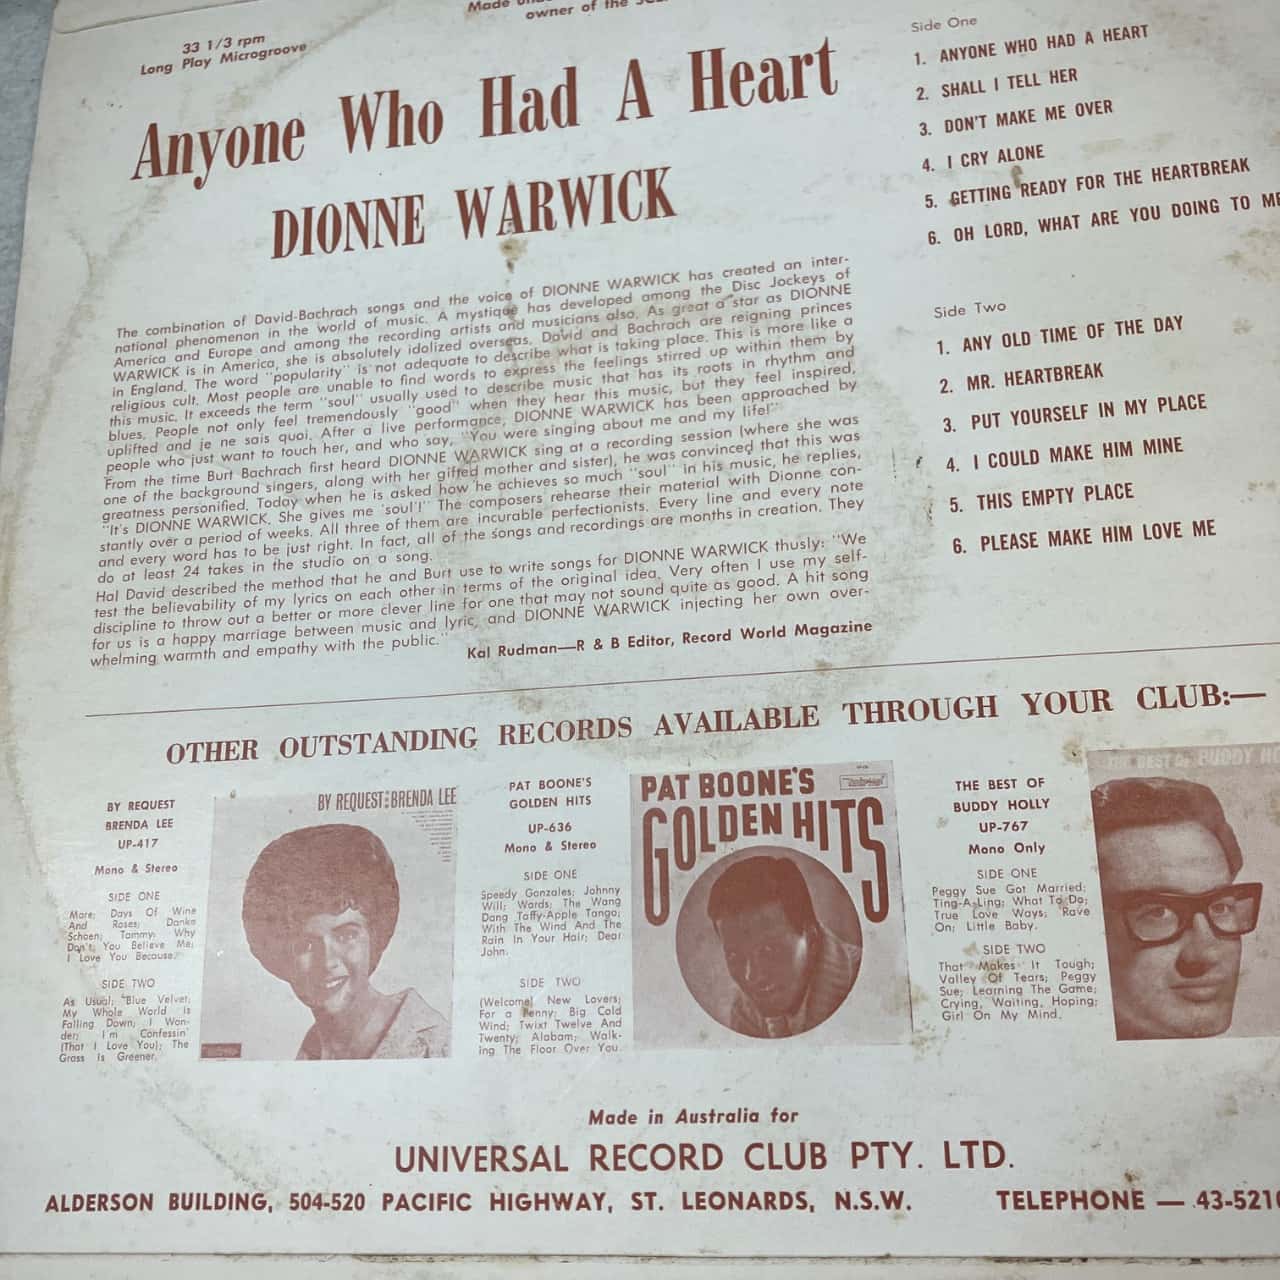 33 1/3 rpm
Long Play Microgroove
Made
owner of the
Anyone Who Had A Heart
DIONNE WARWICK
The combination of David-Bachrach songs and the voice of DIONNE WARWICK has created an inter-
national phenomenon in the world of music. A mystique has developed among the Disc Jockeys of
America and Europe and among the recording artists and musicians also. As great a star as DIONNE
WARWICK is in America, she is absolutely idolized overseas. David and Bachrach are reigning princes
in England. The word "popularity" is not adequate to describe what is taking place. This is more like a
religious cult. Most people are unable to find words to express the feelings stirred up within them by
this music. It exceeds the term "soul" usually used to describe music that has its roots in rhythm and
blues. People not only feel tremendously "good" when they hear this music, but they feel inspired,
uplifted and je ne sais quoi. After a live performance, DIONNE WARWICK has been approached by
people who just want to touch her, and who say, "You were singing about me and my life!"
From the time Burt Bachrach first heard DIONNE WARWICK sing at a recording session (where she was
one of the background singers, along with her gifted mother and sister), he was convinced that this was
greatness personified. Today when he is asked how he achieves so much "soul" in his music, he replies,
"It's DIONNE WARWICK. She gives me 'soul'!" The composers rehearse their material with Dionne con-
stantly over a period of weeks. All three of them are incurable perfectionists. Every line and every note
and every word has to be just right. In fact, all of the songs and recordings are months in creation. They
do at least 24 takes in the studio on a song.
Hal David described the method that he and Burt use to write songs for DIONNE WARWICK thusly: "We
test the believability of my lyrics on each other in terms of the original idea. Very often I use my self-
discipline to throw out a better or more clever line for one that may not sound quite as good. A hit song
for us is a happy marriage between music and lyric, and DIONNE WARWICK injecting her own over-
whelming warmth and empathy with the public."
Kal Rudman—R & B Editor, Record World Magazine
Side One
1. ANYONE WHO HAD A HEART
2. SHALL I TELL HER
3. DON'T MAKE ME OVER
4. I CRY ALONE
5. GETTING READY FOR THE HEARTBREAK
6. OH LORD, WHAT ARE YOU DOING TO ME
Side Two
1. ANY OLD TIME OF THE DAY
2. MR. HEARTBREAK
3. PUT YOURSELF IN MY PLACE
4. I COULD MAKE HIM MINE
5. THIS EMPTY PLACE
6. PLEASE MAKE HIM LOVE ME
OTHER OUTSTANDING RECORDS AVAILABLE THROUGH YOUR CLUB:—
BY REQUEST
BRENDA LEE
UP-417
Mono & Stereo
SIDE ONE
More; Days Of Wine
And Roses; Danke
Schoen; Tammy; Why
Don't You Believe Me;
I Love You Because.
SIDE TWO
As Usual; Blue Velvet;
My Whole World Is
Falling Down; I Won-
der; I'm Confessin'
(That I Love You); The
Grass Is Greener.
BY REQUEST: BRENDA LEE
PAT BOONE'S
GOLDEN HITS
UP-636
Mono & Stereo
SIDE ONE
Speedy Gonzales; Johnny
Will; Words; The Wang
Dang Taffy-Apple Tango;
With The Wind And The
Rain In Your Hair; Dear
John.
SIDE TWO
(Welcome) New Lovers;
For a Penny; Big Cold
Wind; Twixt Twelve And
Twenty; Alabam; Walk-
ing The Floor Over You.
PAT BOONE'S
GOLDEN HITS
THE BEST OF
BUDDY HOLLY
UP-767
Mono Only
SIDE ONE
Peggy Sue Got Married;
Ting-A-Ling; What To Do;
True Love Ways; Rave
On; Little Baby.
SIDE TWO
That Makes It Tough;
Valley Of Tears; Peggy
Sue; Learning The Game;
Crying, Waiting, Hoping;
Girl On My Mind.
THE BEST OF BUDDY HO
Made in Australia for
UNIVERSAL RECORD CLUB PTY. LTD.
ALDERSON BUILDING, 504-520 PACIFIC HIGHWAY, ST. LEONARDS, N.S.W. TELEPHONE — 43-521